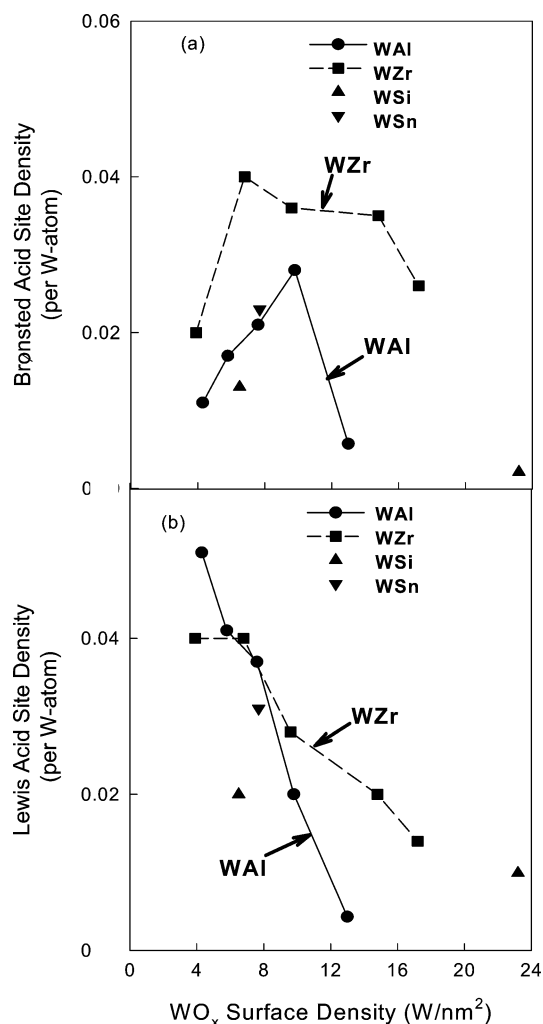 0.06
(a)
WAl
WZr
WSi
WSn
WZr
0.04
0.02
WAl
0
Brønsted Acid Site Density
(per W-atom)
(b)
WAl
WZr
WSi
WSn
0.04
WZr
0.02
WAl
0
Lewis Acid Site Density
(per W-atom)
0 4 8 12 16 20 24
WOₓ Surface Density (W/nm²)